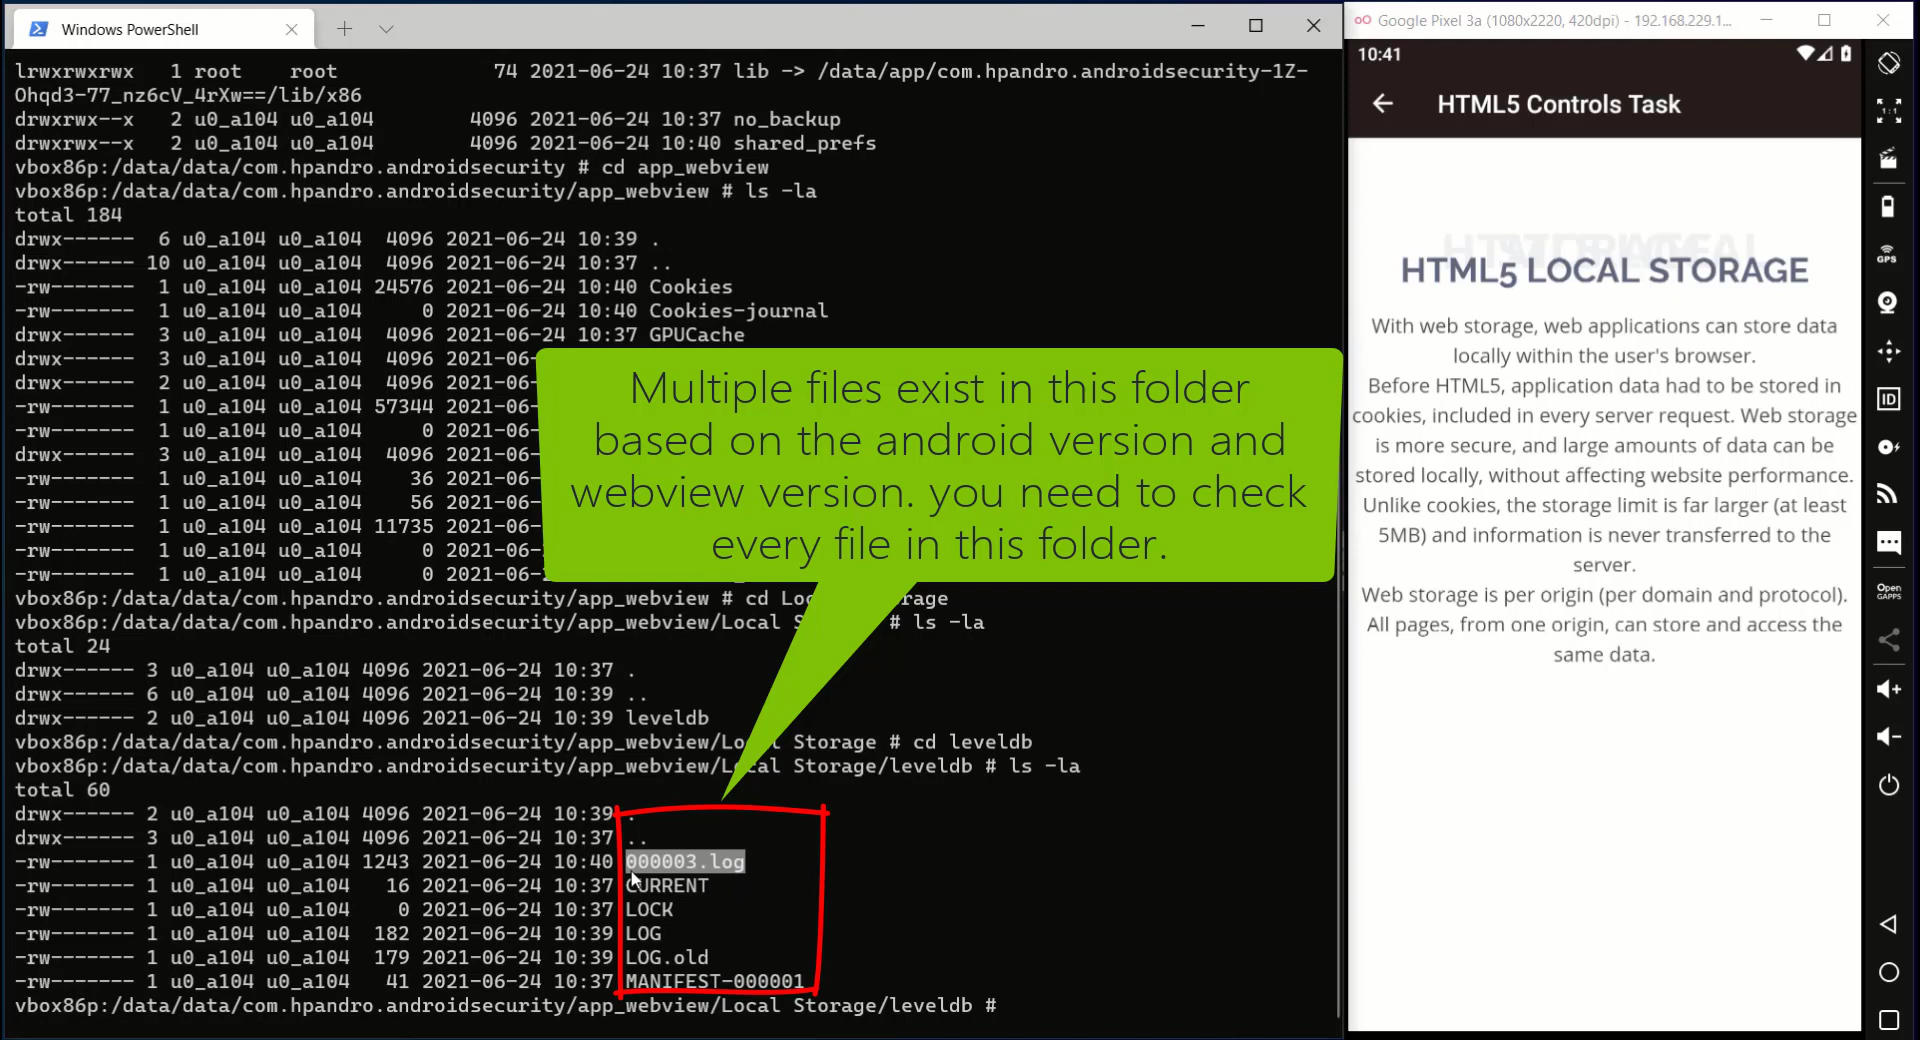 Windows PowerShell
lrwxrwxrwx 1 root root 74 2021-06-24 10:37 lib -> /data/app/com.hpandro.androidsecurity-1Z-
Ohqd3-77_nz6cV_4rXw==/lib/x86
drwxrwx--x 2 u0_a104 u0_a104 4096 2021-06-24 10:37 no_backup
drwxrwx--x 2 u0_a104 u0_a104 4096 2021-06-24 10:40 shared_prefs
vbox86p:/data/data/com.hpandro.androidsecurity # cd app_webview
vbox86p:/data/data/com.hpandro.androidsecurity/app_webview # ls -la
total 184
drwx------ 6 u0_a104 u0_a104 4096 2021-06-24 10:39 .
drwx------ 10 u0_a104 u0_a104 4096 2021-06-24 10:37 ..
-rw------- 1 u0_a104 u0_a104 24576 2021-06-24 10:40 Cookies
-rw------- 1 u0_a104 u0_a104 0 2021-06-24 10:40 Cookies-journal
drwx------ 3 u0_a104 u0_a104 4096 2021-06-24 10:37 GPUCache
drwx------ 3 u0_a104 u0_a104 4096 2021-06-24 10:
drwx------ 2 u0_a104 u0_a104 4096 2021-0
-rw------- 1 u0_a104 u0_a104 57344 2021-0
-rw------- 1 u0_a104 u0_a104 0 2021-0
drwx------ 3 u0_a104 u0_a104 4096 2021-0
-rw------- 1 u0_a104 u0_a104 36 2021-0
-rw------- 1 u0_a104 u0_a104 56 2021-0
-rw------- 1 u0_a104 u0_a104 11735 2021-0
-rw------- 1 u0_a104 u0_a104 0 2021-06-
-rw------- 1 u0_a104 u0_a104 0 2021-06-
Multiple files exist in this folder
based on the android version and
webview version. you need to check
every file in this folder.
vbox86p:/data/data/com.hpandro.androidsecurity/app_webview # cd Lo rage
vbox86p:/data/data/com.hpandro.androidsecurity/app_webview/Local S # ls -la
total 24
drwx------ 3 u0_a104 u0_a104 4096 2021-06-24 10:37 .
drwx------ 6 u0_a104 u0_a104 4096 2021-06-24 10:39 ..
drwx------ 2 u0_a104 u0_a104 4096 2021-06-24 10:39 leveldb
vbox86p:/data/data/com.hpandro.androidsecurity/app_webview/Local Storage # cd leveldb
vbox86p:/data/data/com.hpandro.androidsecurity/app_webview/Local Storage/leveldb # ls -la
total 60
drwx------ 2 u0_a104 u0_a104 4096 2021-06-24 10:39 .
drwx------ 3 u0_a104 u0_a104 4096 2021-06-24 10:37 ..
-rw------- 1 u0_a104 u0_a104 1243 2021-06-24 10:40 000003.log
-rw------- 1 u0_a104 u0_a104 16 2021-06-24 10:37 CURRENT
-rw------- 1 u0_a104 u0_a104 0 2021-06-24 10:37 LOCK
-rw------- 1 u0_a104 u0_a104 182 2021-06-24 10:39 LOG
-rw------- 1 u0_a104 u0_a104 179 2021-06-24 10:39 LOG.old
-rw------- 1 u0_a104 u0_a104 41 2021-06-24 10:37 MANIFEST-000001
vbox86p:/data/data/com.hpandro.androidsecurity/app_webview/Local Storage/leveldb #
Google Pixel 3a (1080x2220, 420dpi) - 192.168.229.1...
10:41
HTML5 Controls Task
HTML5 LOCAL STORAGE
With web storage, web applications can store data
locally within the user's browser.
Before HTML5, application data had to be stored in
cookies, included in every server request. Web storage
is more secure, and large amounts of data can be
stored locally, without affecting website performance.
Unlike cookies, the storage limit is far larger (at least
5MB) and information is never transferred to the
server.
Web storage is per origin (per domain and protocol).
All pages, from one origin, can store and access the
same data.
1:1
GPS
ID
Open
GAPPS